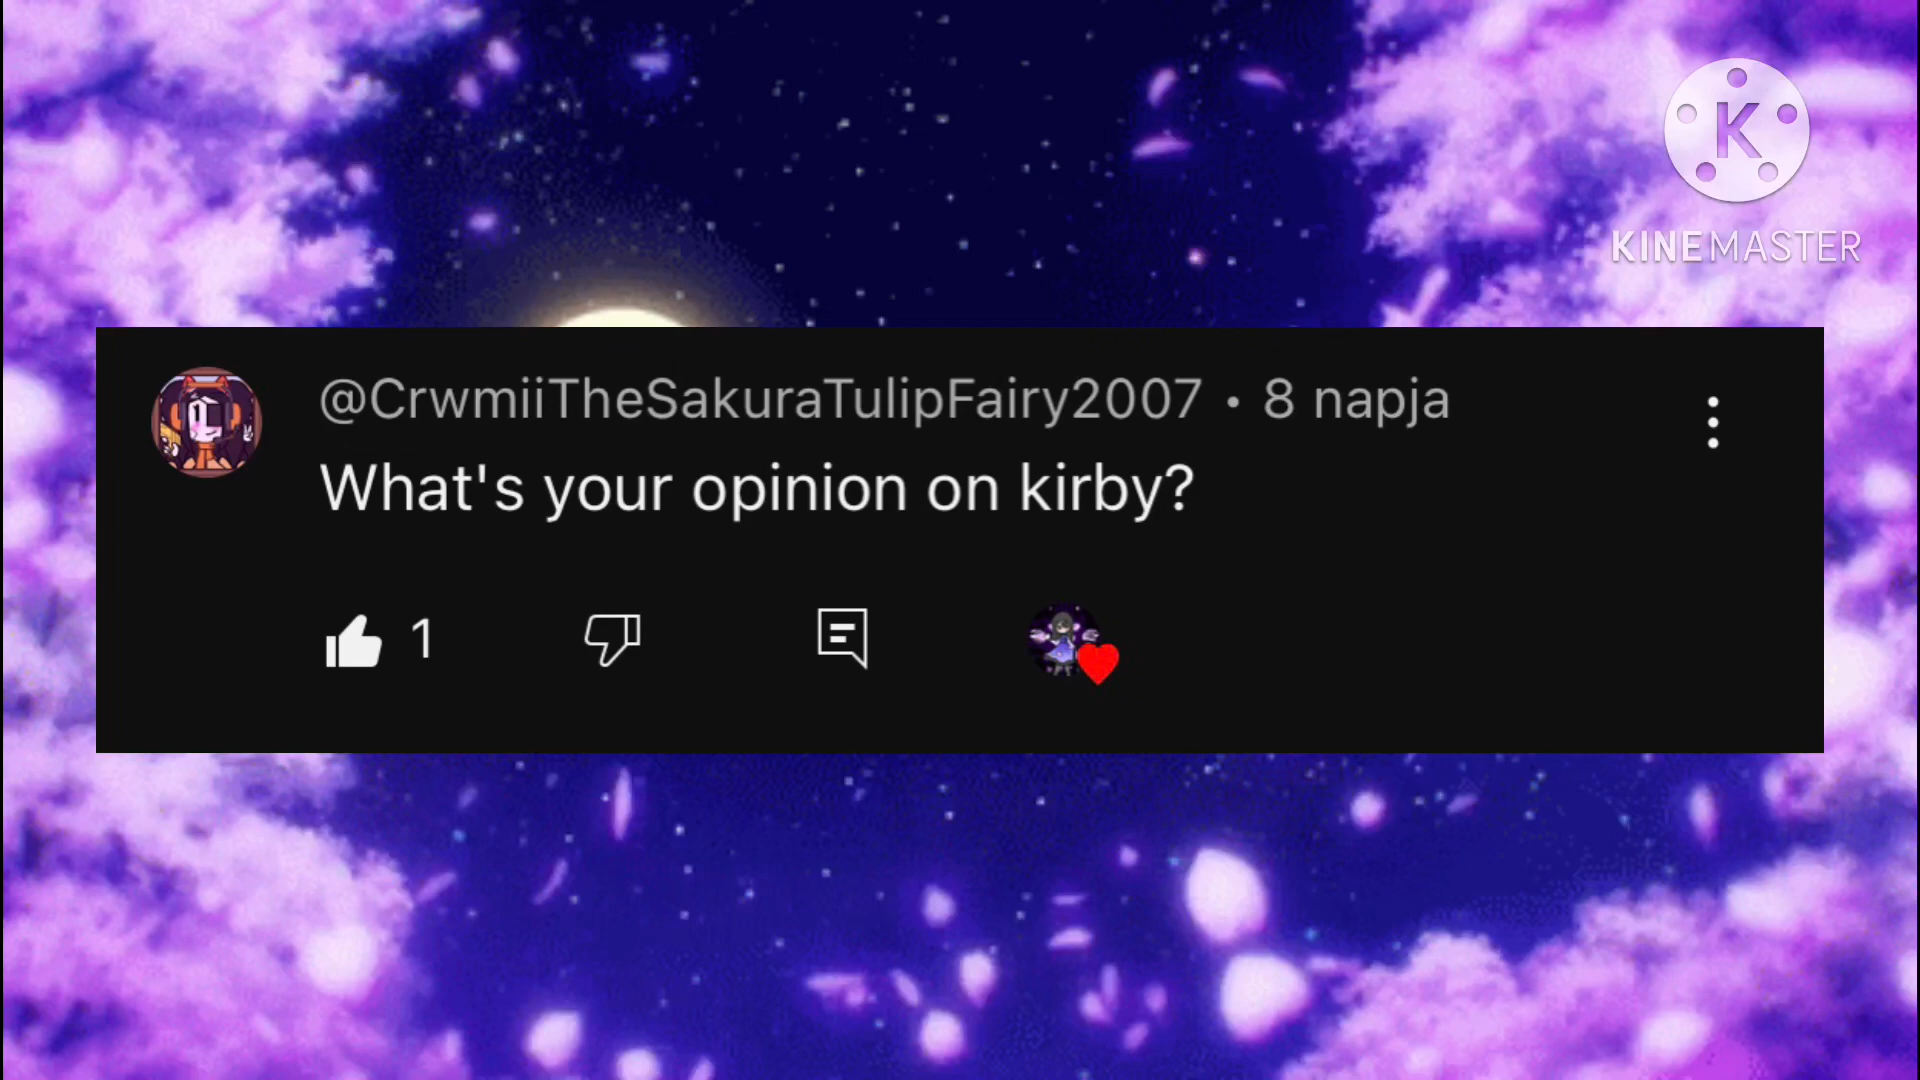 K
KINEMASTER
@CrwmiiTheSakuraTulipFairy2007 • 8 napja
What's your opinion on kirby?
1